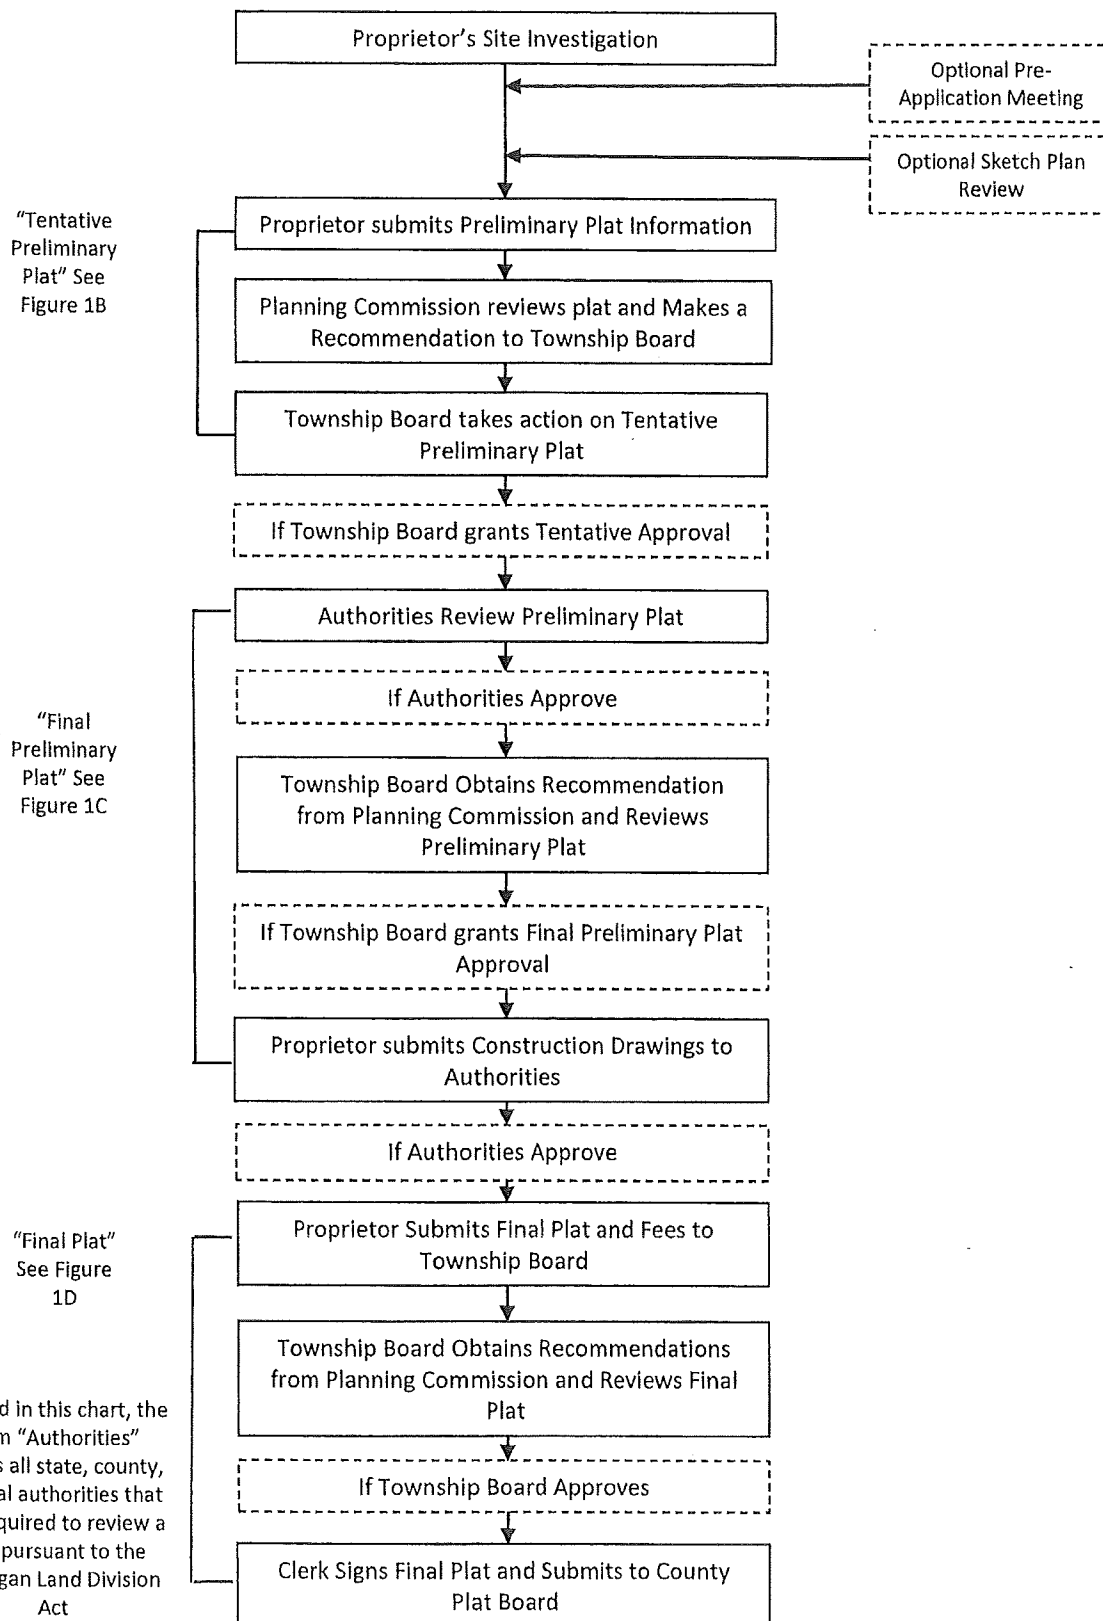 Proprietor's Site Investigation
Optional Pre-
Application Meeting
Optional Sketch Plan
Review
"Tentative
Preliminary
Plat" See
Figure 1B
Proprietor submits Preliminary Plat Information
Planning Commission reviews plat and Makes a
Recommendation to Township Board
Township Board takes action on Tentative
Preliminary Plat
If Township Board grants Tentative Approval
Authorities Review Preliminary Plat
If Authorities Approve
"Final
Preliminary
Plat" See
Figure 1C
Township Board Obtains Recommendation
from Planning Commission and Reviews
Preliminary Plat
If Township Board grants Final Preliminary Plat
Approval
Proprietor submits Construction Drawings to
Authorities
If Authorities Approve
"Final Plat"
See Figure
1D
Proprietor Submits Final Plat and Fees to
Township Board
Township Board Obtains Recommendations
from Planning Commission and Reviews Final
Plat
If Township Board Approves
Clerk Signs Final Plat and Submits to County
Plat Board
in this chart, the
"Authorities"
all state, county,
authorities that
review a
pursuant to the
Land Division
Act